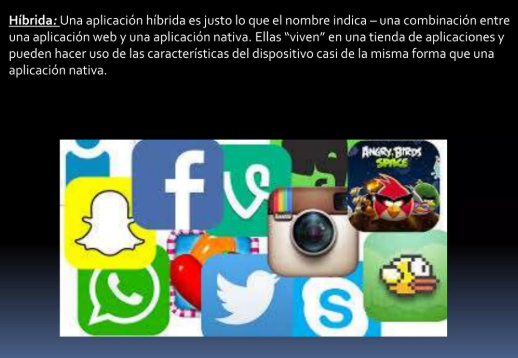 Híbrida: Una aplicación híbrida es justo lo que el nombre indica – una combinación entre
una aplicación web y una aplicación nativa. Ellas “viven” en una tienda de aplicaciones y
pueden hacer uso de las características del dispositivo casi de la misma forma que una
aplicación nativa.
ANGRY BIRDS
SPACE